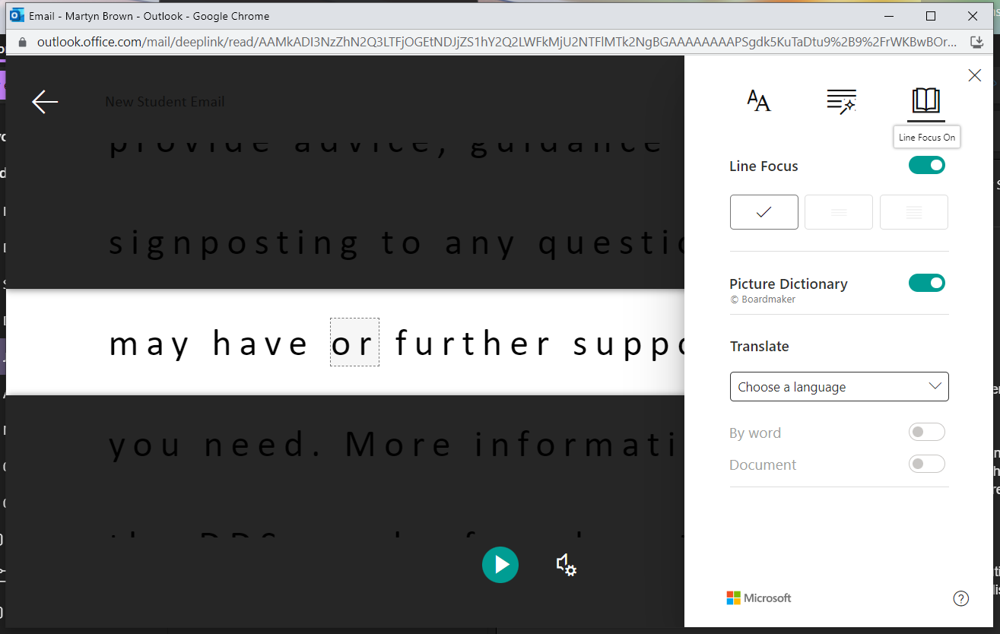 Email - Martyn Brown - Outlook - Google Chrome
outlook.office.com/mail/deeplink/read/AAMkADI3NzZhN2Q3LTFjOGEtNDJjZS1hY2Q2LWFkMjU2NTFlMTk2NgBGAAAAAAAPSgdk5KuTaDtu9%2B9%2FrWKBwBOr...
New Student Email
provide advice, guidance
signposting to any questio
may have or further suppo
you need. More informati
AA
Line Focus On
Line Focus
Picture Dictionary
© Boardmaker
Translate
Choose a language
By word
Document
Microsoft
?